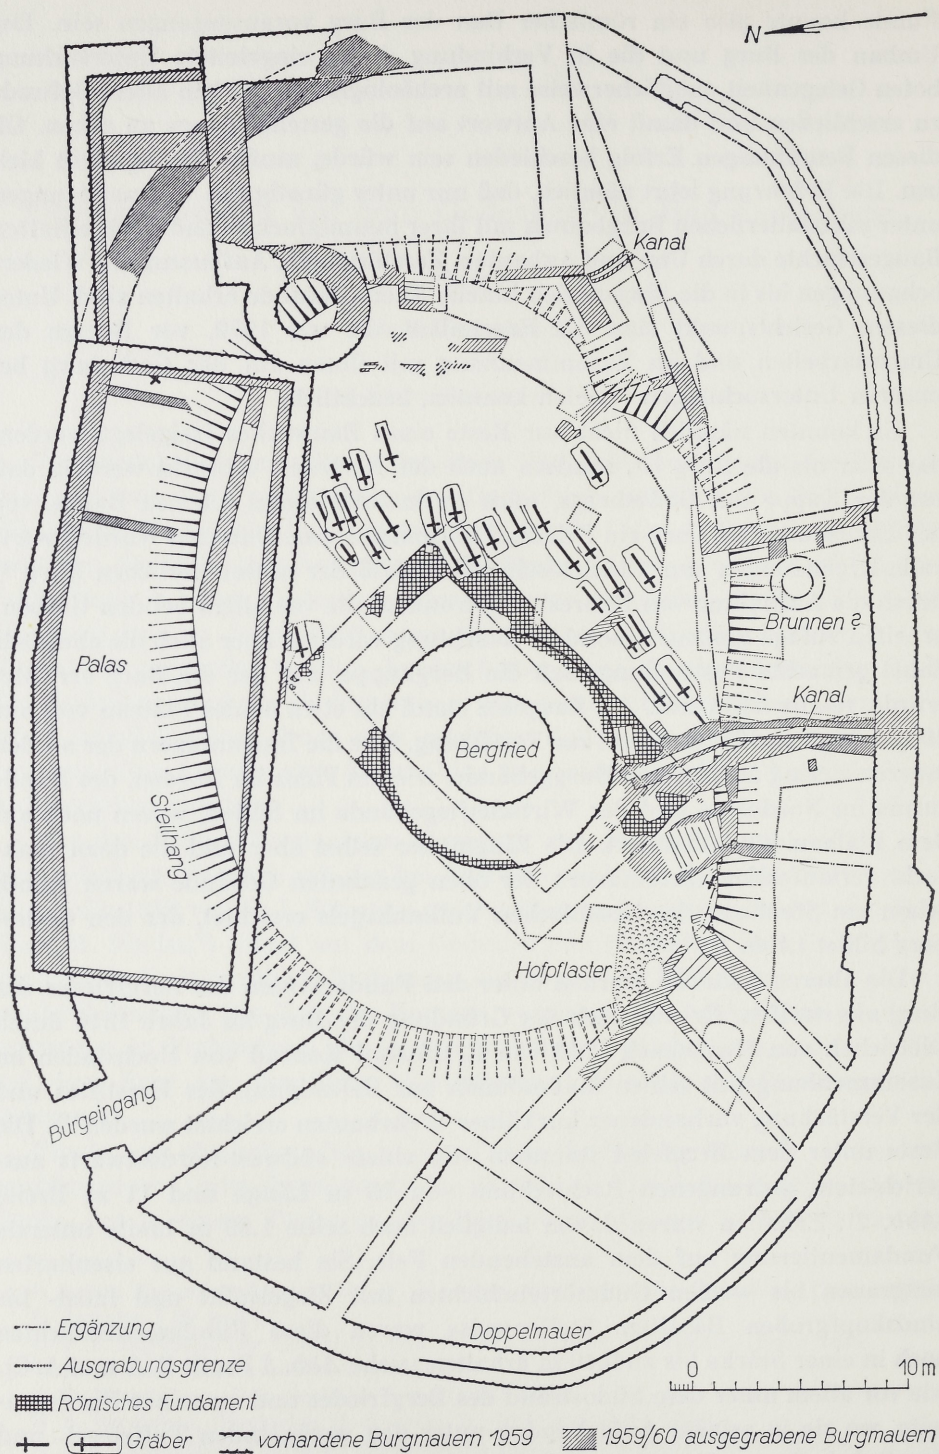 N
Kanal
Brunnen ?
Palas
Kanal
Bergfried
Steilhang
Hofpflaster
Burgeingang
Doppelmauer
Ergänzung
Ausgrabungsgrenze
0 10 m
Römisches Fundament
Gräber vorhandene Burgmauern 1959 1959/60 ausgegrabene Burgmauern